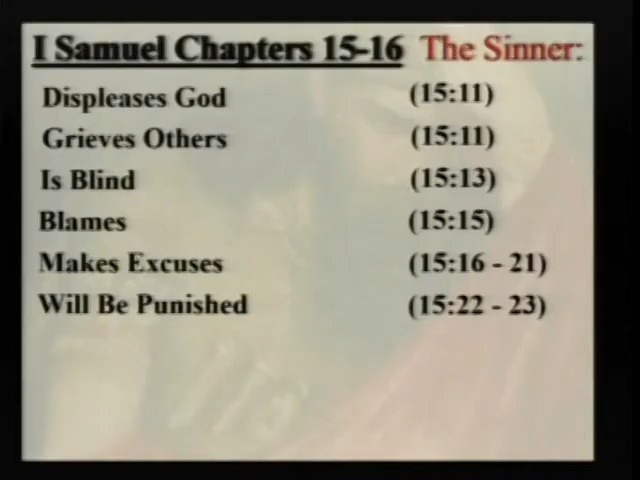 I Samuel Chapters 15-16 The Sinner:
Displeases God (15:11)
Grieves Others (15:11)
Is Blind (15:13)
Blames (15:15)
Makes Excuses (15:16 - 21)
Will Be Punished (15:22 - 23)